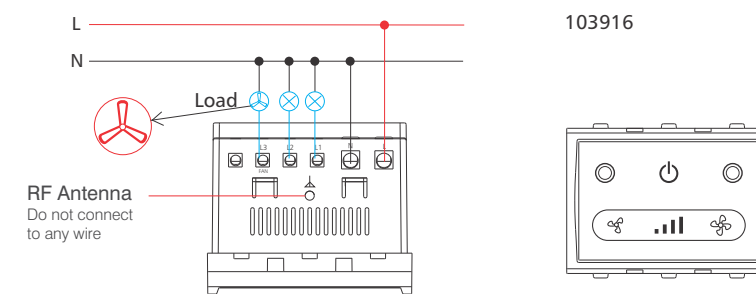 L
103916
N
Load
L3
L2
L1
N
L
FAN
RF Antenna
Do not connect
to any wire